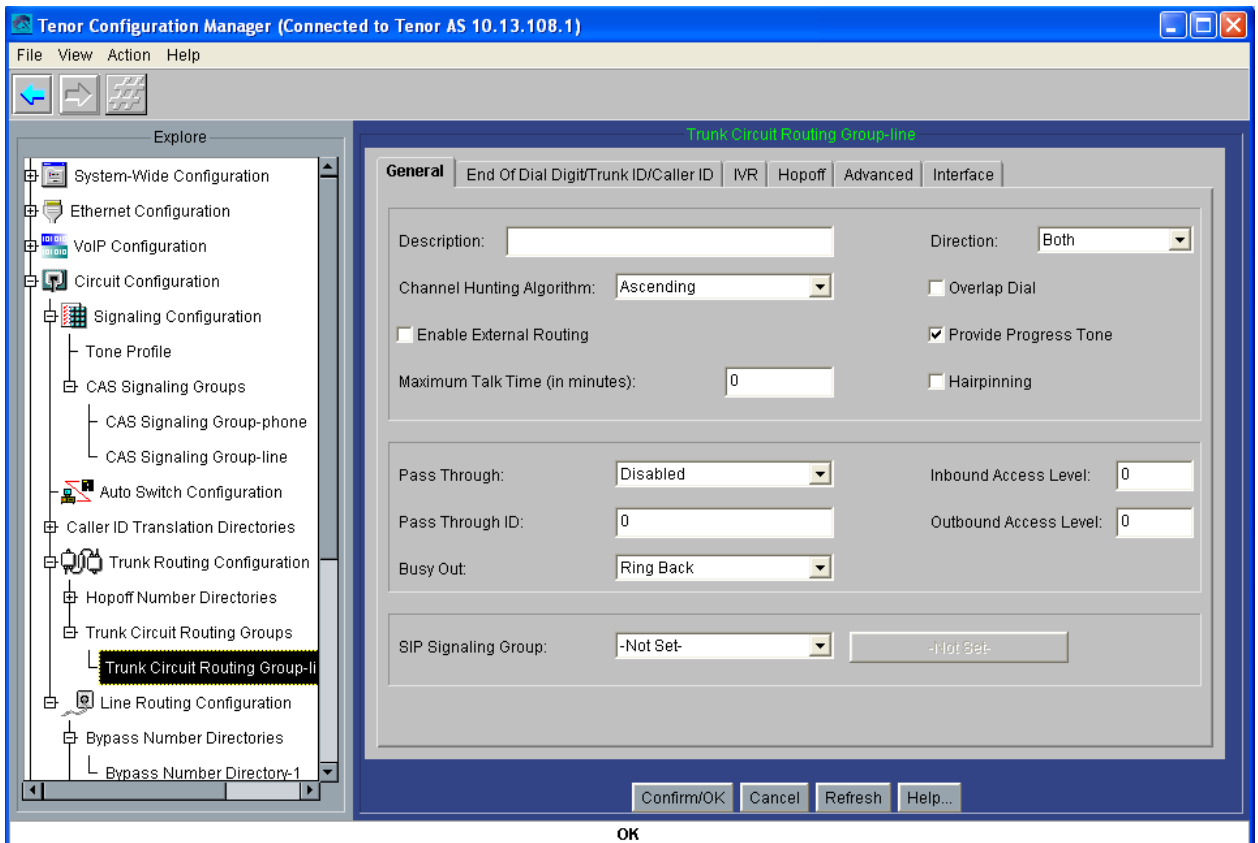 Tenor Configuration Manager (Connected to Tenor AS 10.13.108.1)
File View Action Help
Explore
System-Wide Configuration
Ethernet Configuration
VoIP Configuration
Circuit Configuration
Signaling Configuration
Tone Profile
CAS Signaling Groups
CAS Signaling Group-phone
CAS Signaling Group-line
Auto Switch Configuration
Caller ID Translation Directories
Trunk Routing Configuration
Hopoff Number Directories
Trunk Circuit Routing Groups
Trunk Circuit Routing Group-li
Line Routing Configuration
Bypass Number Directories
Bypass Number Directory-1
Trunk Circuit Routing Group-line
General End Of Dial Digit/Trunk ID/Caller ID IVR Hopoff Advanced Interface
Description: Direction: Both
Channel Hunting Algorithm: Ascending Overlap Dial
Enable External Routing Provide Progress Tone
Maximum Talk Time (in minutes): 0 Hairpinning
Pass Through: Disabled Inbound Access Level: 0
Pass Through ID: 0 Outbound Access Level: 0
Busy Out: Ring Back
SIP Signaling Group: -Not Set- -Not Set-
Confirm/OK Cancel Refresh Help...
OK